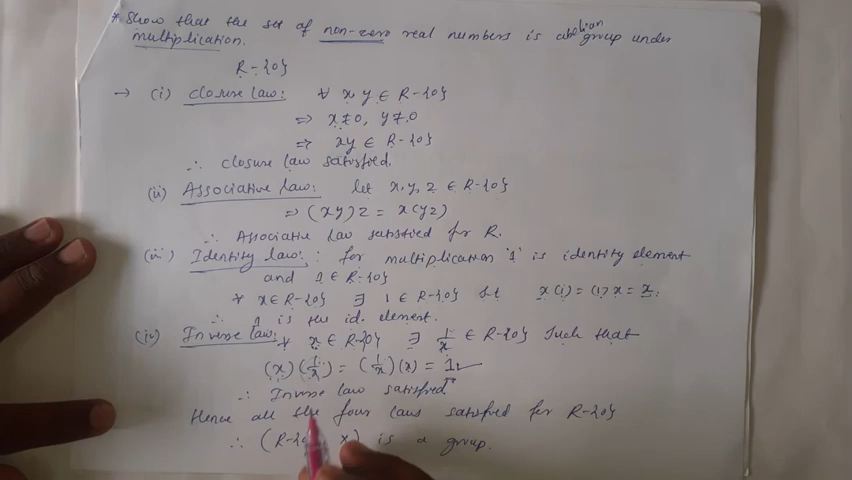 * Show that the set of non-zero real numbers is abelian group under
multiplication.
R-{0}
→ (i) Closure law: ∀ x, y ∈ R-{0}
⇒ x≠0, y≠0
⇒ xy ∈ R-{0}
∴ closure law satisfied.
(ii) Associative law: let x, y, z ∈ R-{0}
⇒ (xy)z = x(yz)
∴ Associative law satisfied for R.
(iii) Identity law: for multiplication '1' is identity element
and 1 ∈ R-{0}
∀ x∈R-{0} ∃ 1 ∈ R-{0} s.t x(1) = (1)x = x.
∴ 1 is the id. element.
(iv) Inverse law: ∀ x ∈ R-{0} ∃ 1/x ∈ R-{0} such that
(x)(1/x) = (1/x)(x) = 1
∴ Inverse law satisfied
Hence all the four laws satisfied for R-{0}
∴ (R-{0 x) is a group.